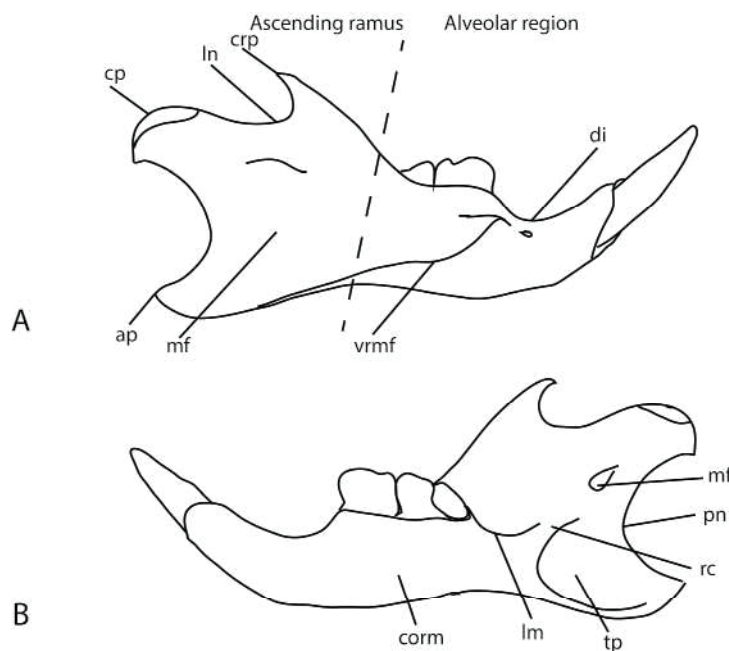 Ascending ramus Alveolar region
crp
ln
cp
di
A
ap mf vrmf
mf
pn
rc
B
corm lm tp